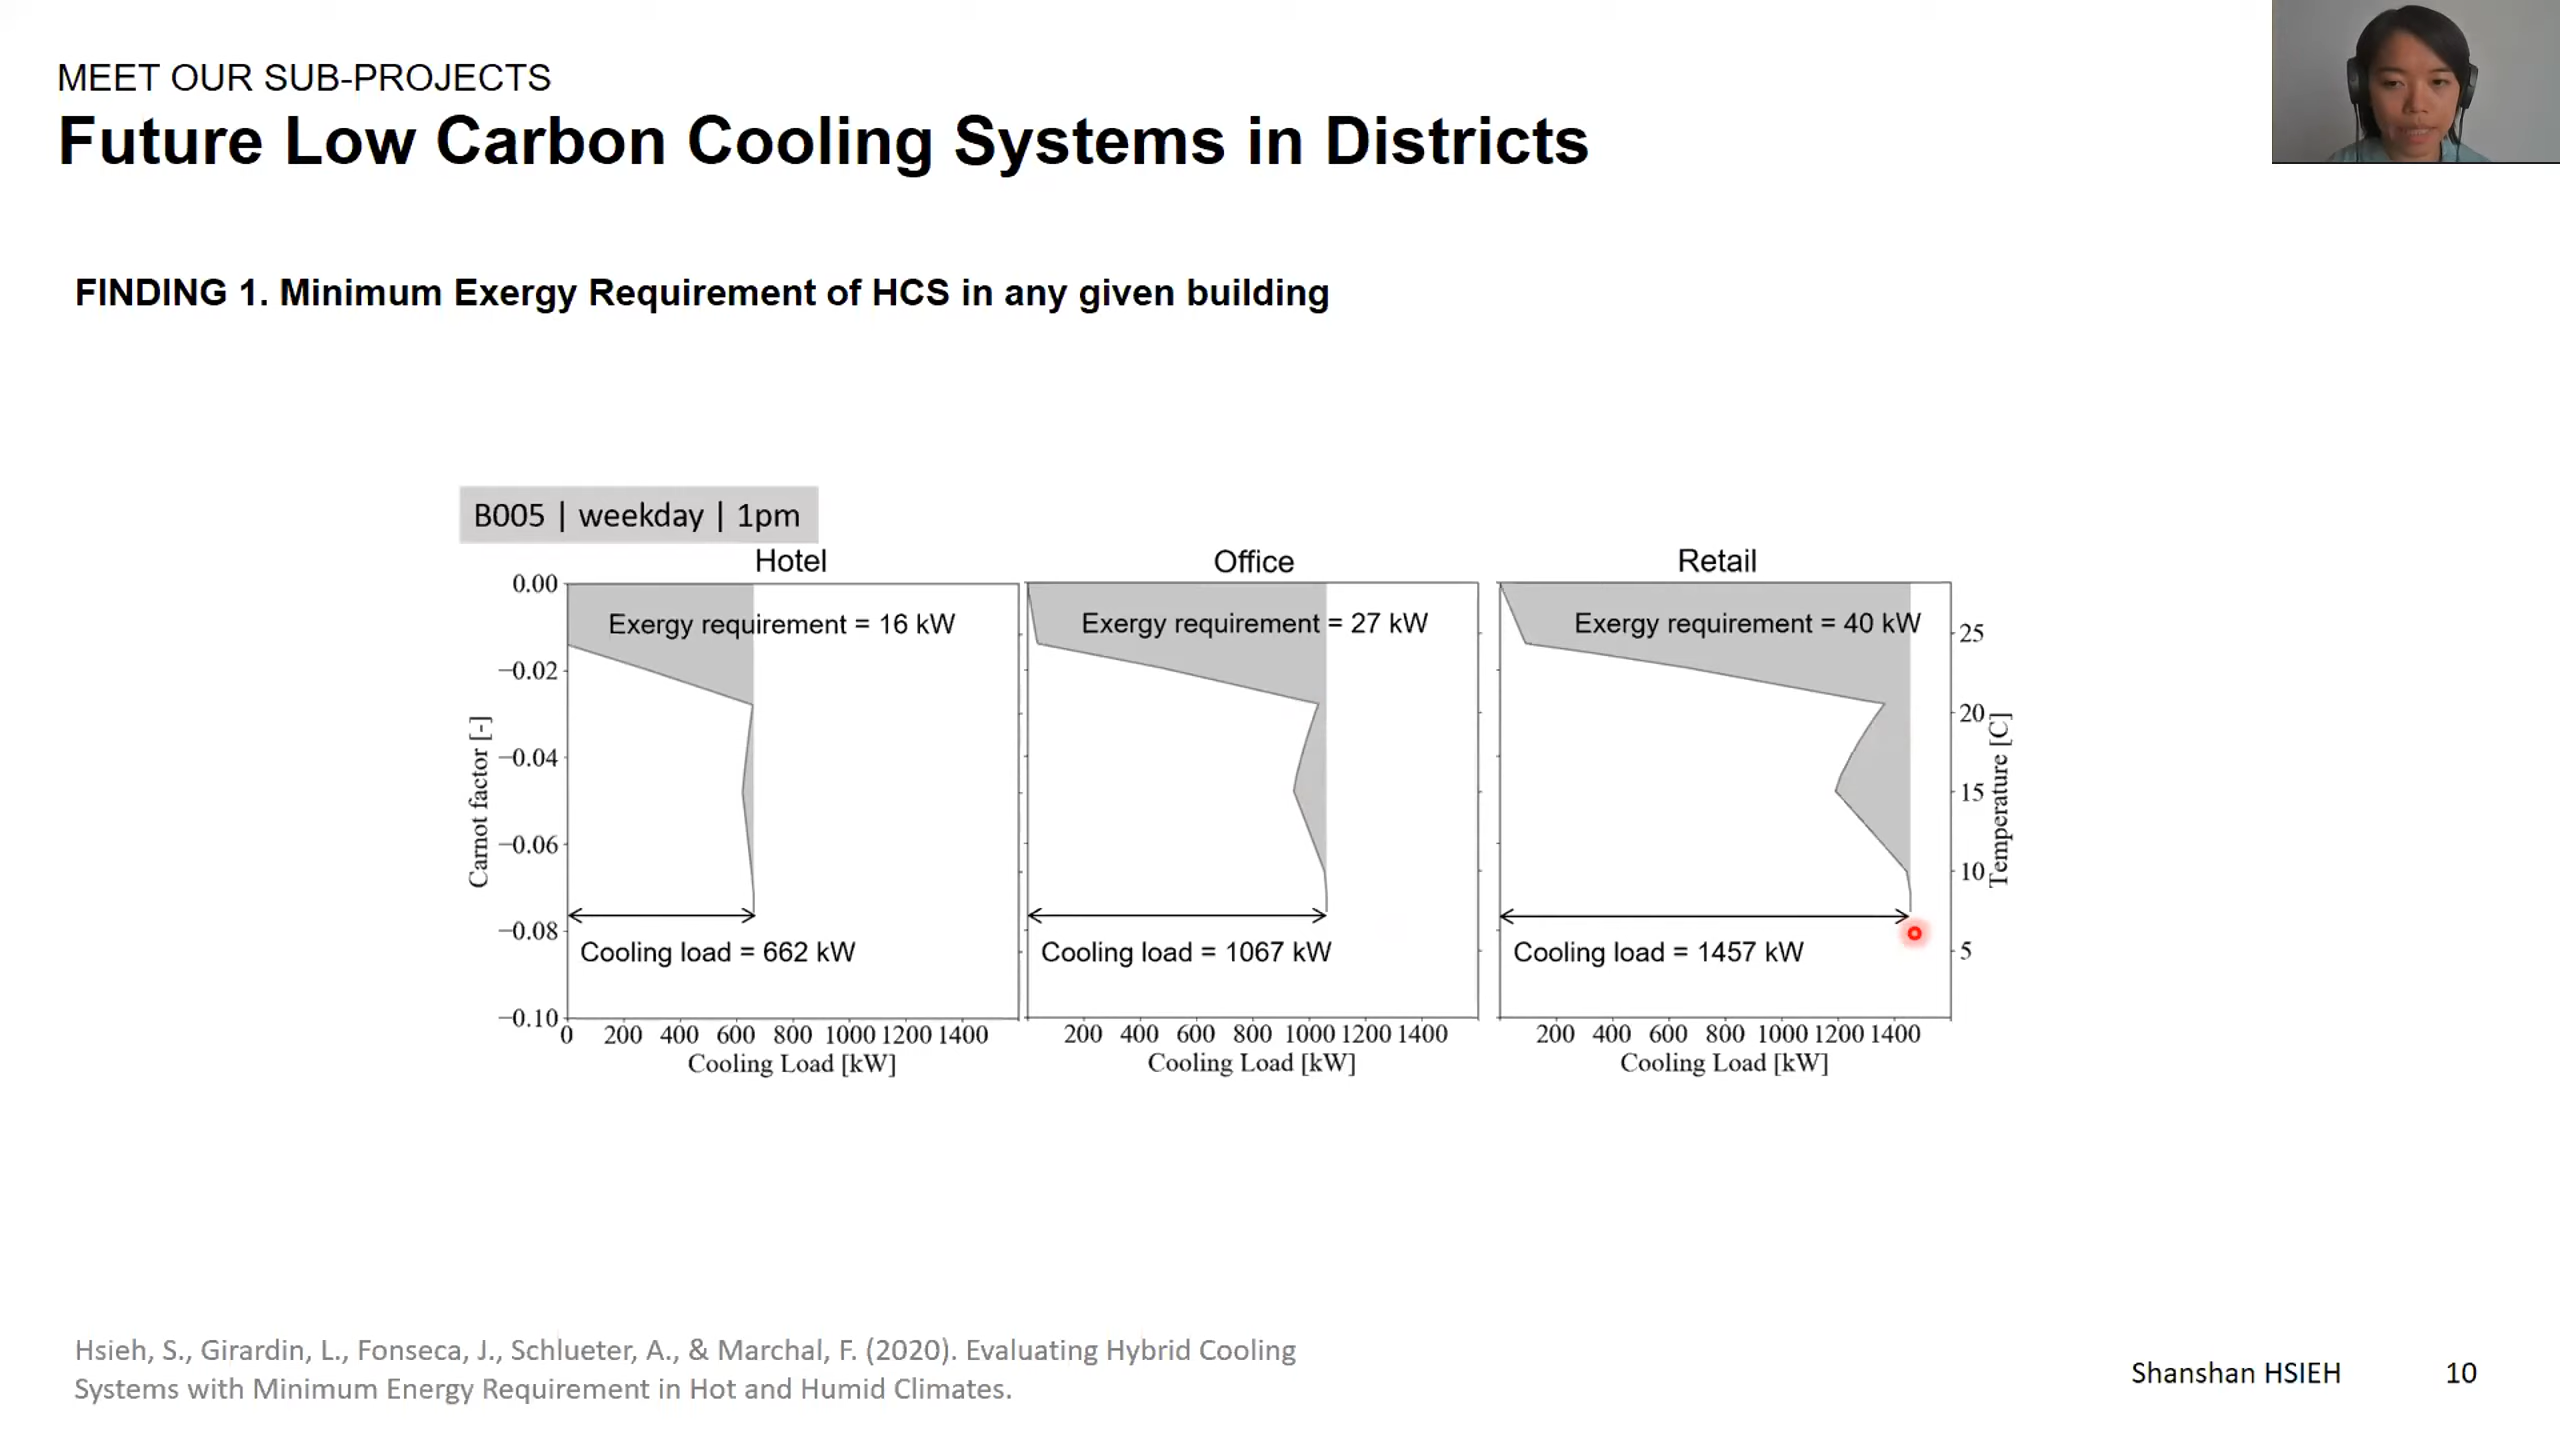 MEET OUR SUB-PROJECTS
Future Low Carbon Cooling Systems in Districts
FINDING 1. Minimum Exergy Requirement of HCS in any given building
B005 | weekday | 1pm
Hotel
Office
Retail
Exergy requirement = 16 kW
Exergy requirement = 27 kW
Exergy requirement = 40 kW
Carnot factor [-]
0.00
−0.02
−0.04
−0.06
−0.08
−0.10
Cooling load = 662 kW
Cooling load = 1067 kW
Cooling load = 1457 kW
25
20
15
10
5
Temperature [C]
0 200 400 600 800 1000 1200 1400
200 400 600 800 1000 1200 1400
200 400 600 800 1000 1200 1400
Cooling Load [kW]
Cooling Load [kW]
Cooling Load [kW]
Hsieh, S., Girardin, L., Fonseca, J., Schlueter, A., & Marchal, F. (2020). Evaluating Hybrid Cooling
Systems with Minimum Energy Requirement in Hot and Humid Climates.
Shanshan HSIEH 10